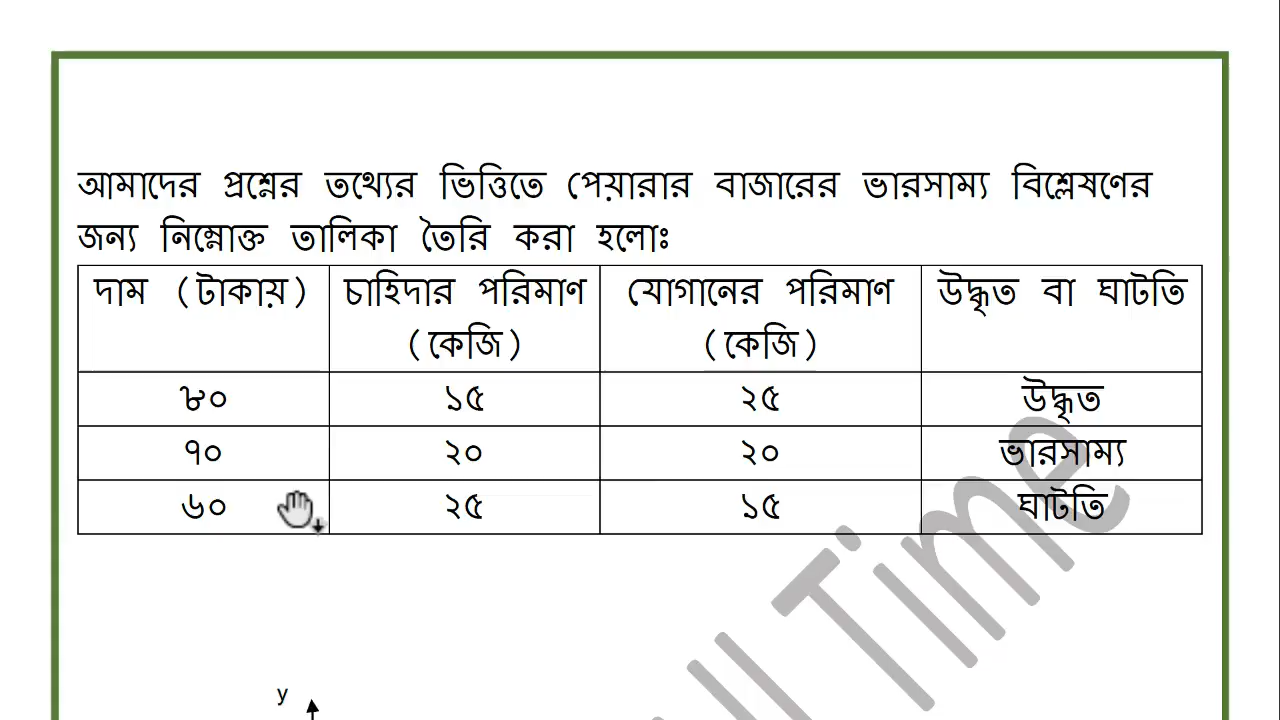 আমাদের প্রশ্নের তথ্যের ভিত্তিতে পেয়ারার বাজারের ভারসাম্য বিশ্লেষণের
জন্য নিম্নোক্ত তালিকা তৈরি করা হলোঃ
দাম (টাকায়) চাহিদার পরিমাণ (কেজি) যোগানের পরিমাণ (কেজি) উদ্ধৃত বা ঘাটতি
৮০ ১৫ ২৫ উদ্ধৃত
৭০ ২০ ২০ ভারসাম্য
৬০ ২৫ ১৫ ঘাটতি
y
Time